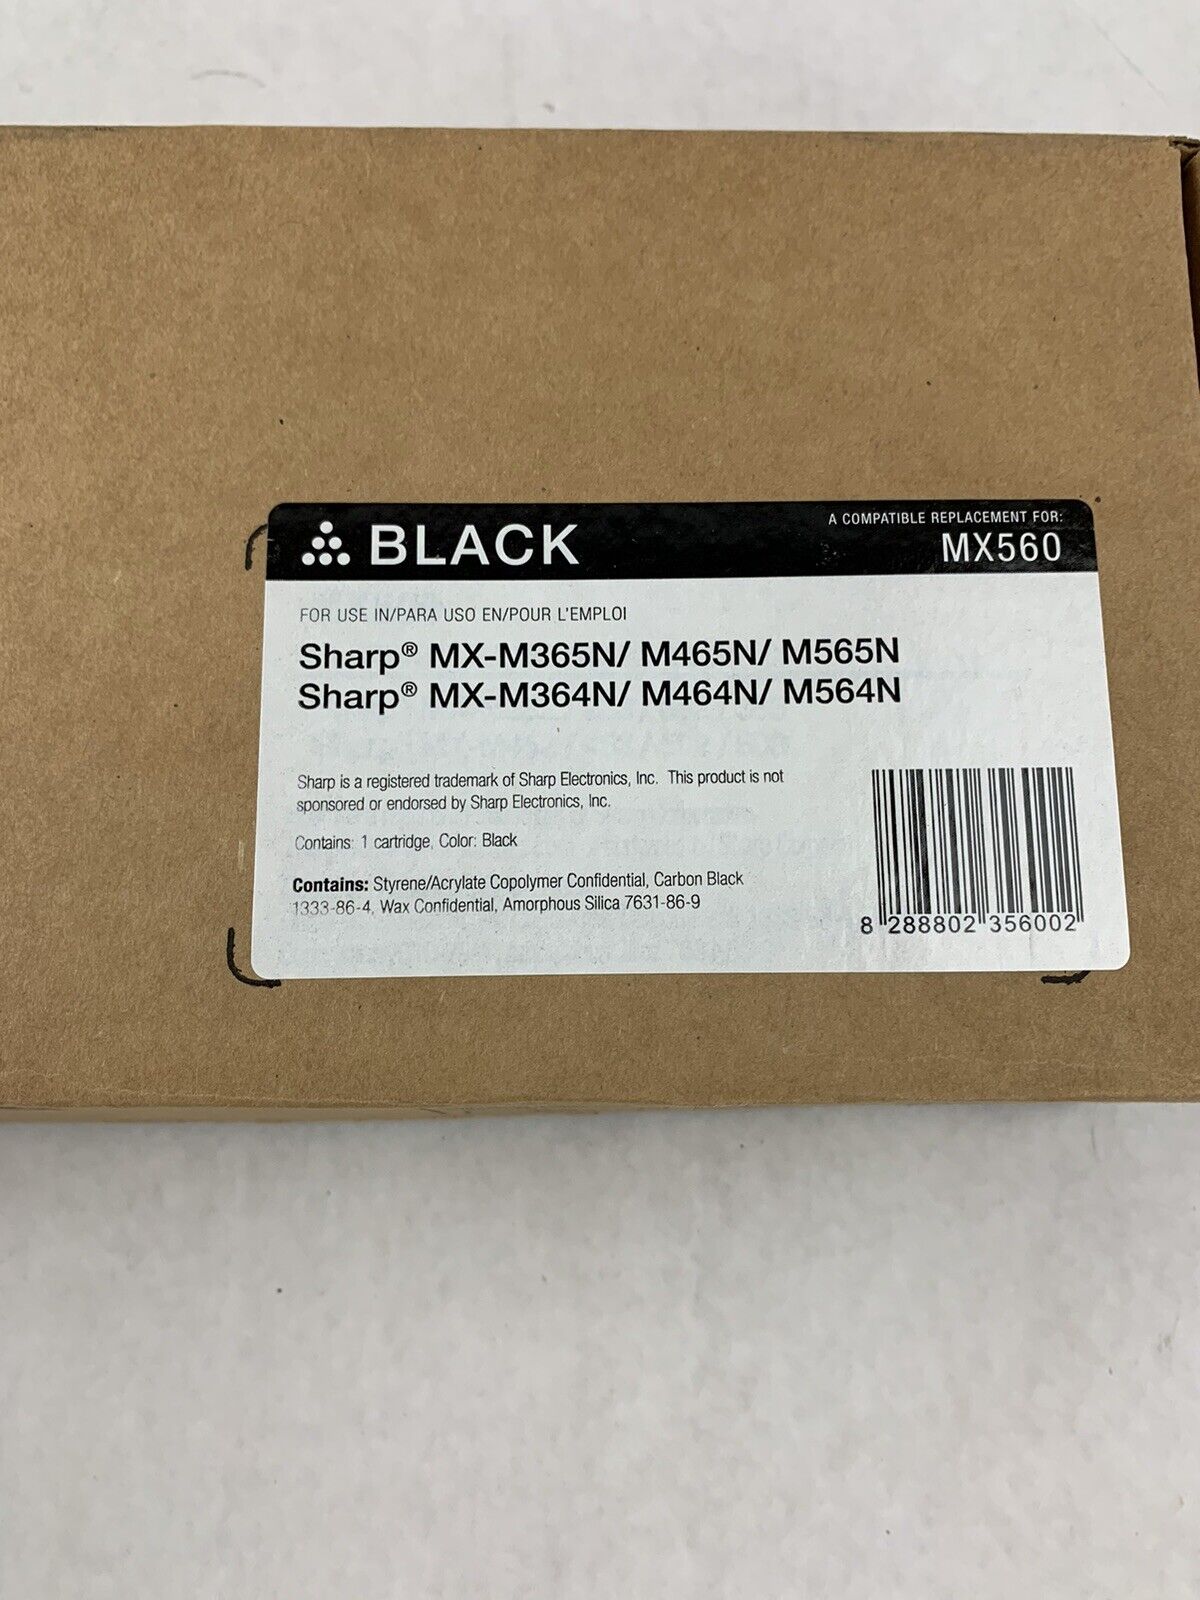 BLACK
A COMPATIBLE REPLACEMENT FOR:
MX560
FOR USE IN/PARA USO EN/POUR L'EMPLOI
Sharp® MX-M365N/ M465N/ M565N
Sharp® MX-M364N/ M464N/ M564N
Sharp is a registered trademark of Sharp Electronics, Inc. This product is not
sponsored or endorsed by Sharp Electronics, Inc.
Contains: 1 cartridge, Color: Black
Contains: Styrene/Acrylate Copolymer Confidential, Carbon Black
1333-86-4, Wax Confidential, Amorphous Silica 7631-86-9
8 288802 356002